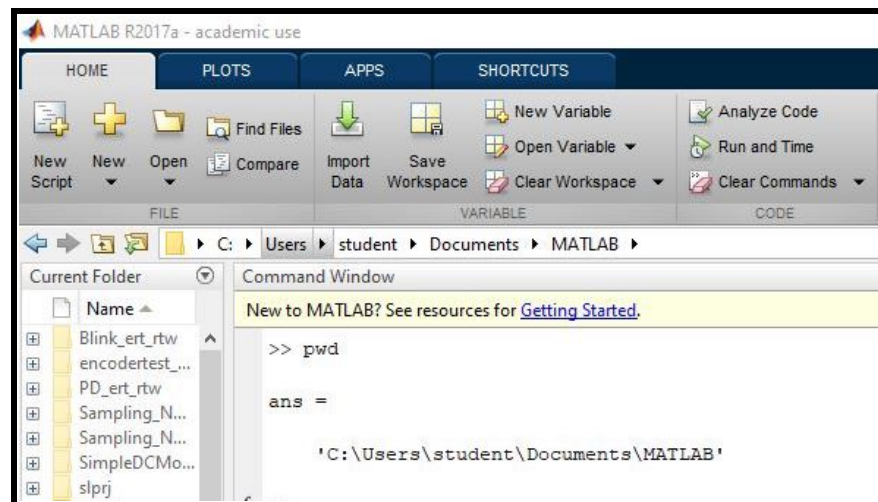 MATLAB R2017a - academic use
HOME PLOTS APPS SHORTCUTS
New Script
New
Open
Find Files
Compare
Import Data
Save Workspace
New Variable
Open Variable
Clear Workspace
Analyze Code
Run and Time
Clear Commands
FILE VARIABLE CODE
C: Users student Documents MATLAB
Current Folder
Name
Blink_ert_rtw
encodertest_...
PD_ert_rtw
Sampling_N...
Sampling_N...
SimpleDCMo...
slprj
Command Window
New to MATLAB? See resources for Getting Started.
>> pwd
ans =
'C:\Users\student\Documents\MATLAB'